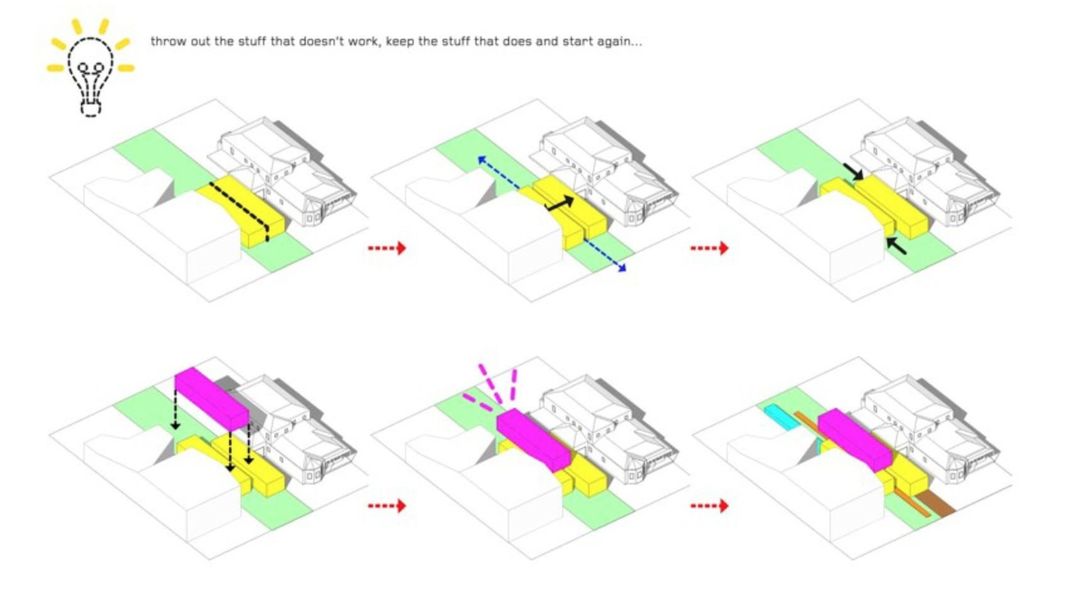 throw out the stuff that doesn't work, keep the stuff that does and start again...